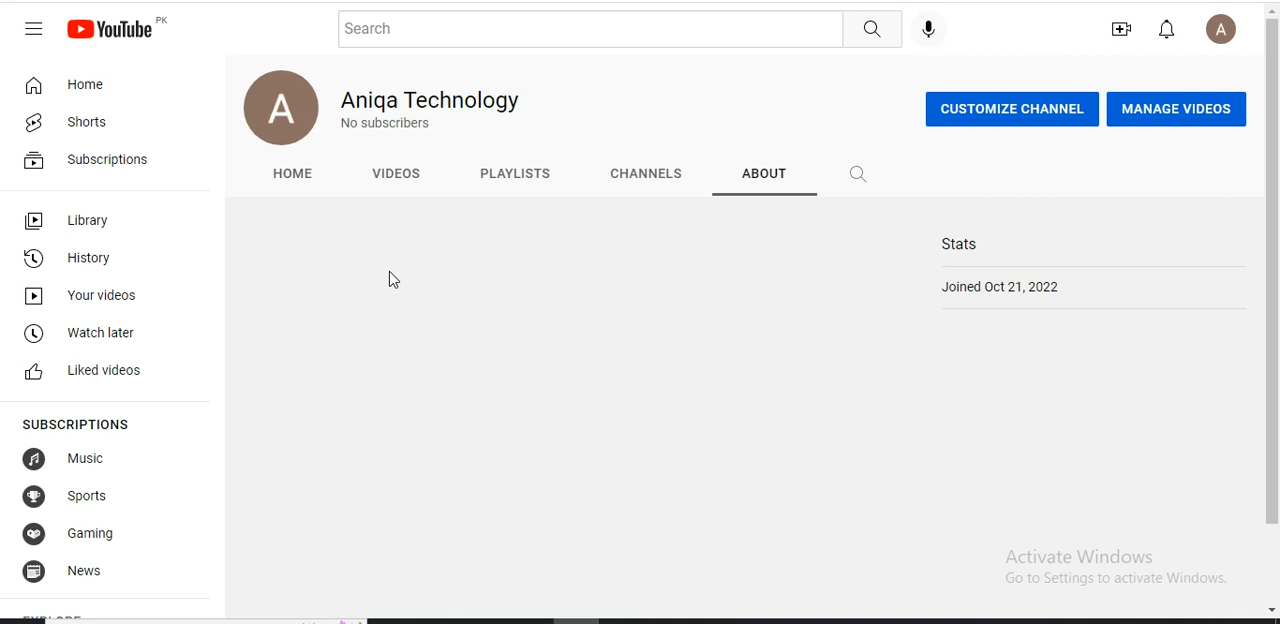 YouTube PK
Search
A
Home
Shorts
Subscriptions
Library
History
Your videos
Watch later
Liked videos
SUBSCRIPTIONS
Music
Sports
Gaming
News
A
Aniqa Technology
No subscribers
CUSTOMIZE CHANNEL
MANAGE VIDEOS
HOME VIDEOS PLAYLISTS CHANNELS ABOUT
Stats
Joined Oct 21, 2022
Activate Windows
Go to Settings to activate Windows.